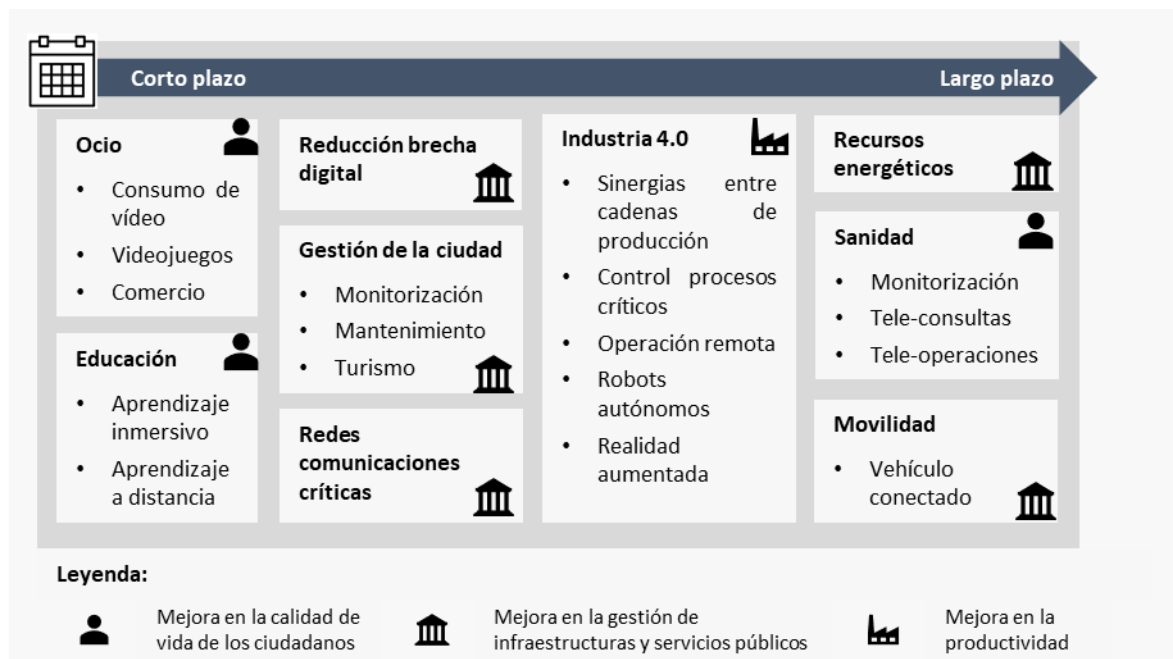 Corto plazo
Largo plazo
Ocio
• Consumo de
vídeo
• Videojuegos
• Comercio
Educación
• Aprendizaje
inmersivo
• Aprendizaje
a distancia
Reducción brecha
digital
Gestión de la ciudad
• Monitorización
• Mantenimiento
• Turismo
Redes
comunicaciones
críticas
Industria 4.0
• Sinergias entre
cadenas de
producción
• Control procesos
críticos
• Operación remota
• Robots
autónomos
• Realidad
aumentada
Recursos
energéticos
Sanidad
• Monitorización
• Tele-consultas
• Tele-operaciones
Movilidad
• Vehículo
conectado
Leyenda:
Mejora en la calidad de
vida de los ciudadanos
Mejora en la gestión de
infraestructuras y servicios públicos
Mejora en la
productividad